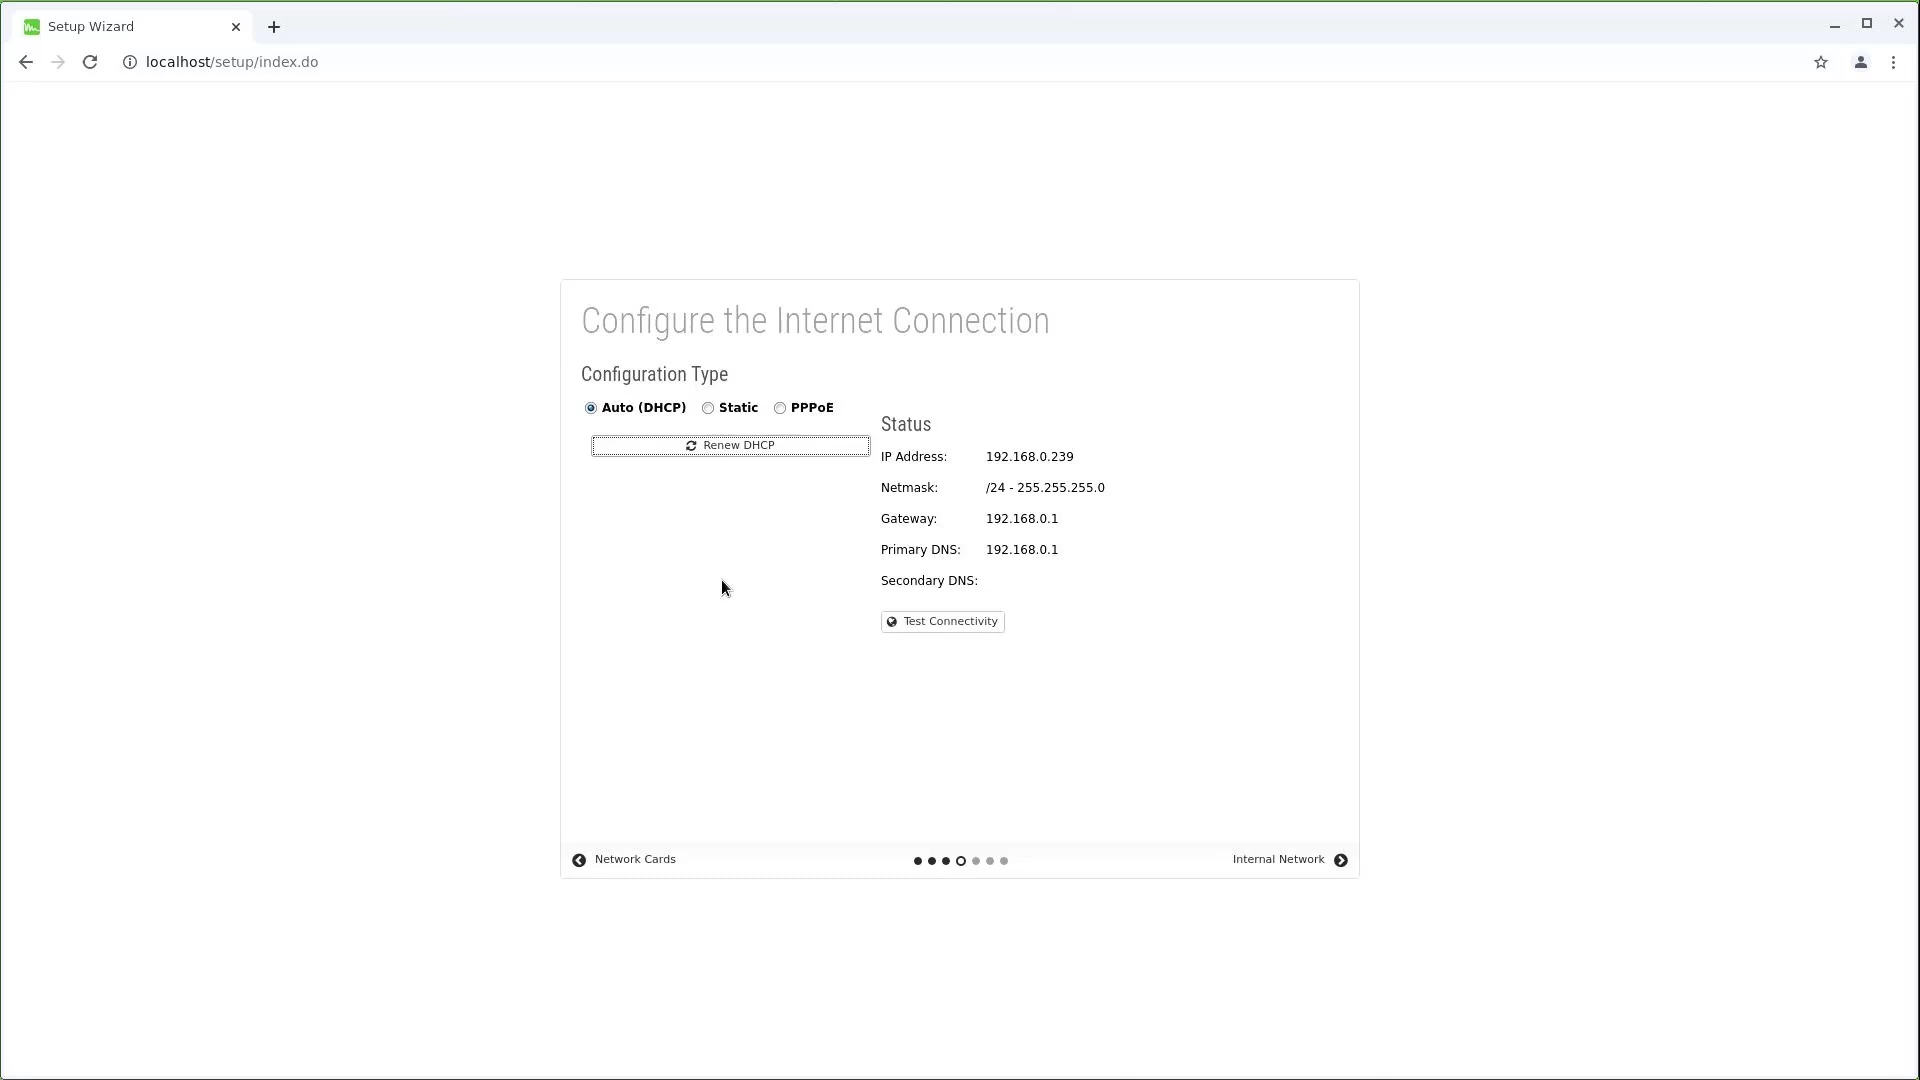 Setup Wizard
localhost/setup/index.do
Configure the Internet Connection
Configuration Type
Auto (DHCP) Static PPPoE
Renew DHCP
Status
IP Address: 192.168.0.239
Netmask: /24 - 255.255.255.0
Gateway: 192.168.0.1
Primary DNS: 192.168.0.1
Secondary DNS:
Test Connectivity
Network Cards
Internal Network